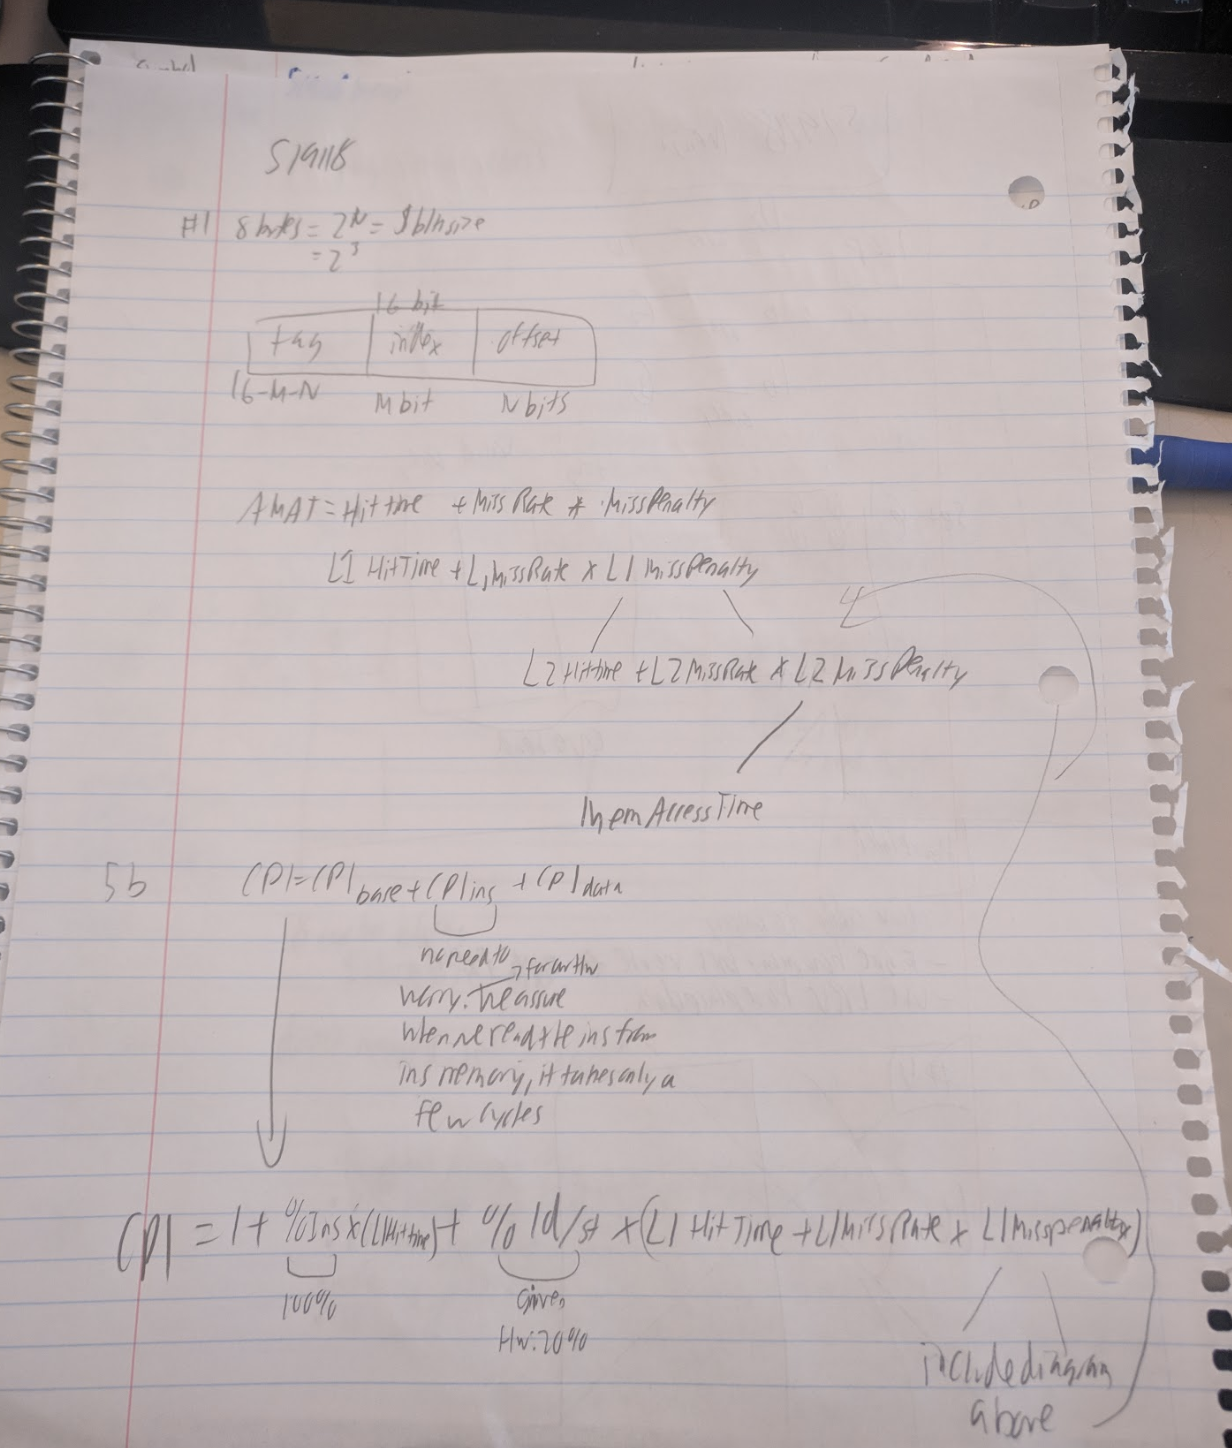 5/9/18
#1 8 bytes = 2^N = $ blk size
= 2^3
16 bit
tag index offset
16-M-N M bit N bits
AMAT = Hit time + Miss Rate * Miss Penalty
L1 Hit Time + L1 Miss Rate x L1 Miss Penalty
L2 Hit time + L2 Miss Rate * L2 Miss Penalty
Mem Access Time
5b CPI = CPI base + CPI ins + CPI data
no need to
worry. → for our Hw
We assume
when we read the ins from
ins memory, it takes only a
few cycles
CPI = 1 + % Ins x (L1 Hit time) + % ld/st x (L1 Hit Time + L1 Miss Rate x L1 Miss penalty)
100% given
Hw: 20%
include diagram
above